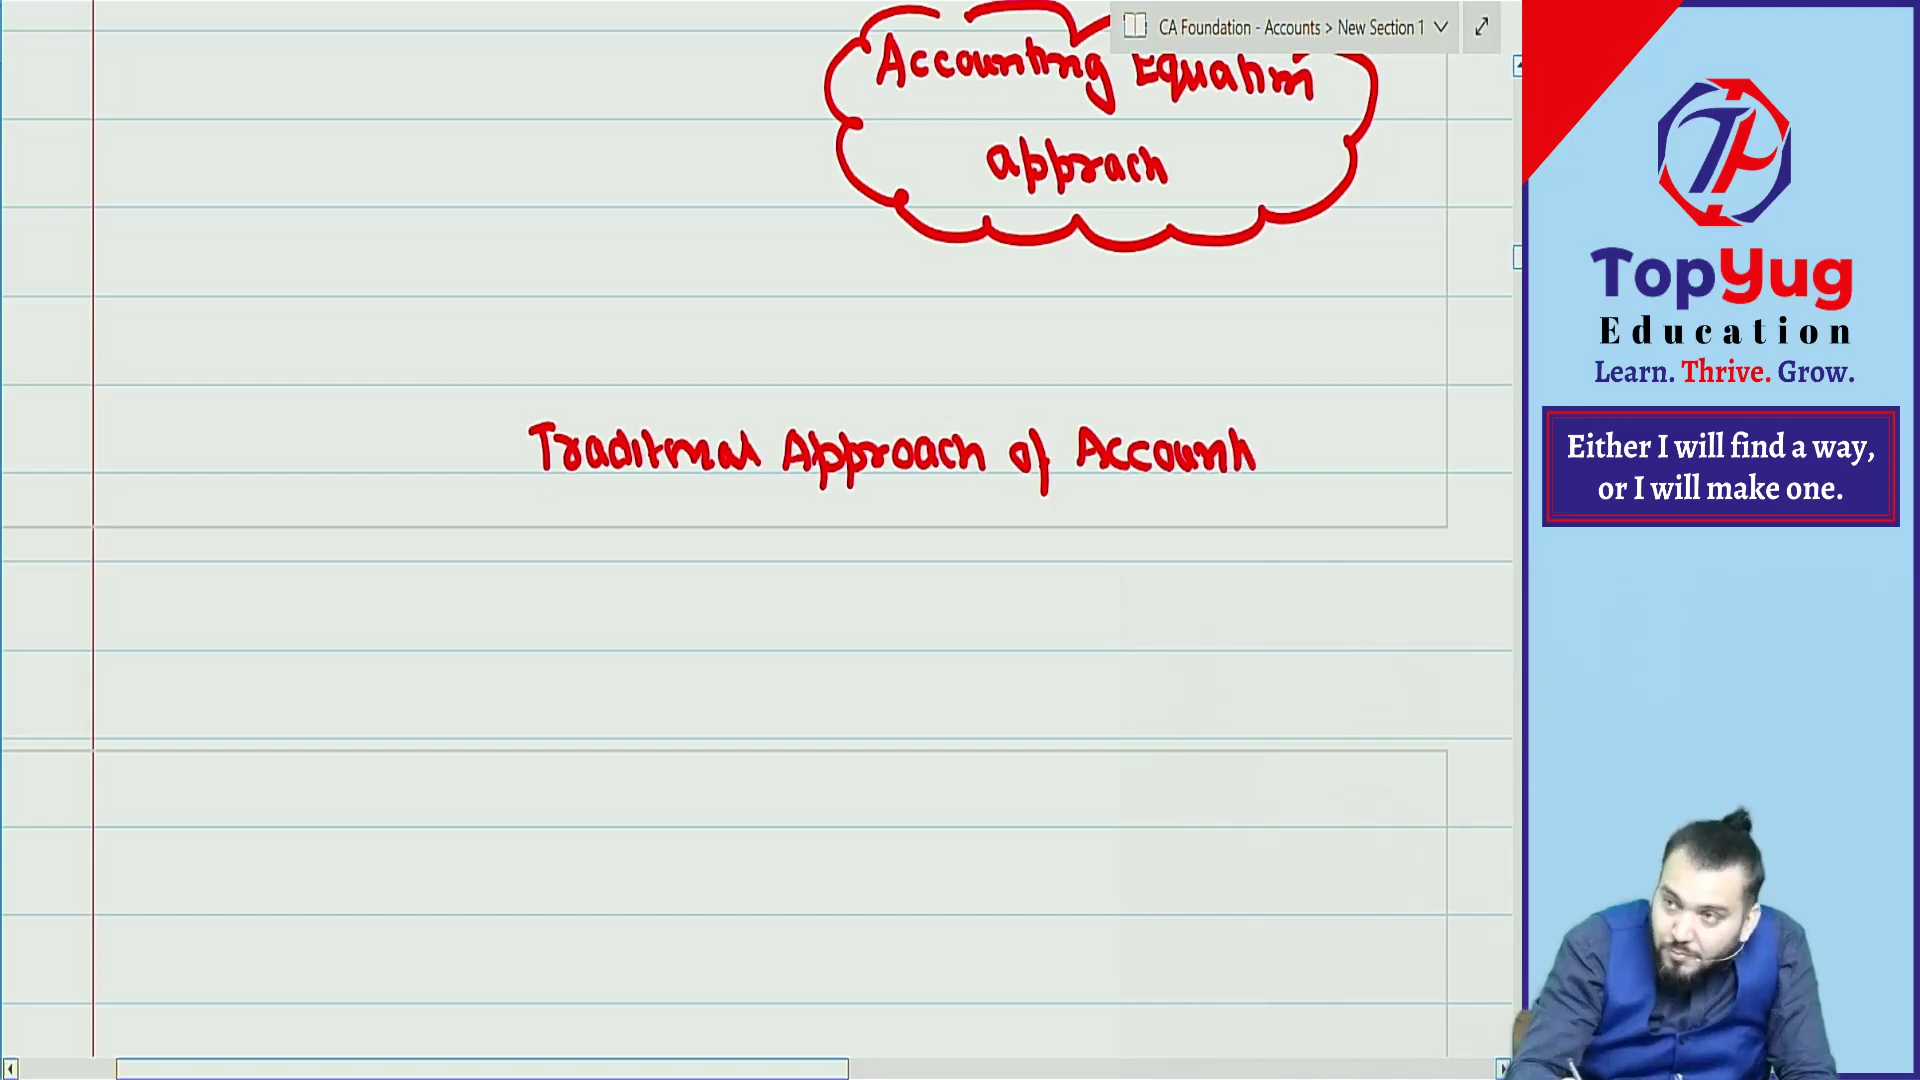 CA Foundation - Accounts > New Section 1
Accounting Equation
approach
Traditional Approach of Accounts
TopYug
Education
Learn. Thrive. Grow.
Either I will find a way,
or I will make one.